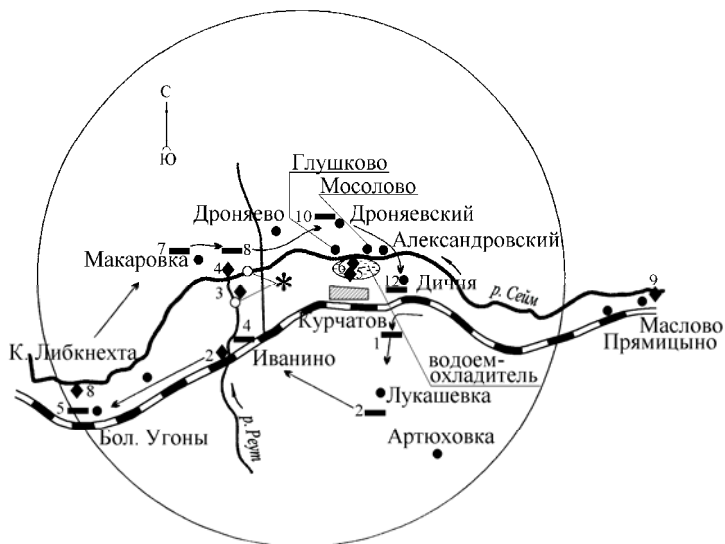 С
Ю
Глушково
Мосолово
10
Дроняево
Дроняевский
Александровский
7
8
Макаровка
4
6
5
12
Дичня
9
3
р. Сейм
Курчатов
Маслово
Прямицыно
К. Либкнехта
4
1
2
Иванино
водоем-
охладитель
8
5
Лукашевка
2
Бол. Угоны
р. Реут
Артюховка